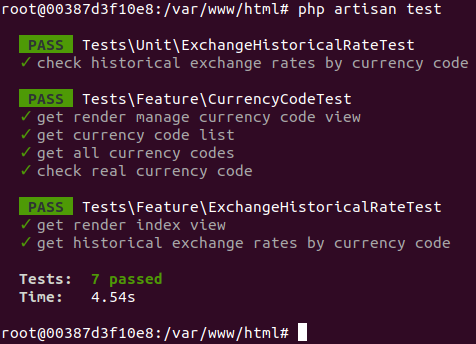 root@00387d3f10e8:/var/www/html# php artisan test
PASS Tests\Unit\ExchangeHistoricalRateTest
✓ check historical exchange rates by currency code
PASS Tests\Feature\CurrencyCodeTest
✓ get render manage currency code view
✓ get currency code list
✓ get all currency codes
✓ check real currency code
PASS Tests\Feature\ExchangeHistoricalRateTest
✓ get render index view
✓ get historical exchange rates by currency code
Tests: 7 passed
Time: 4.54s
root@00387d3f10e8:/var/www/html#